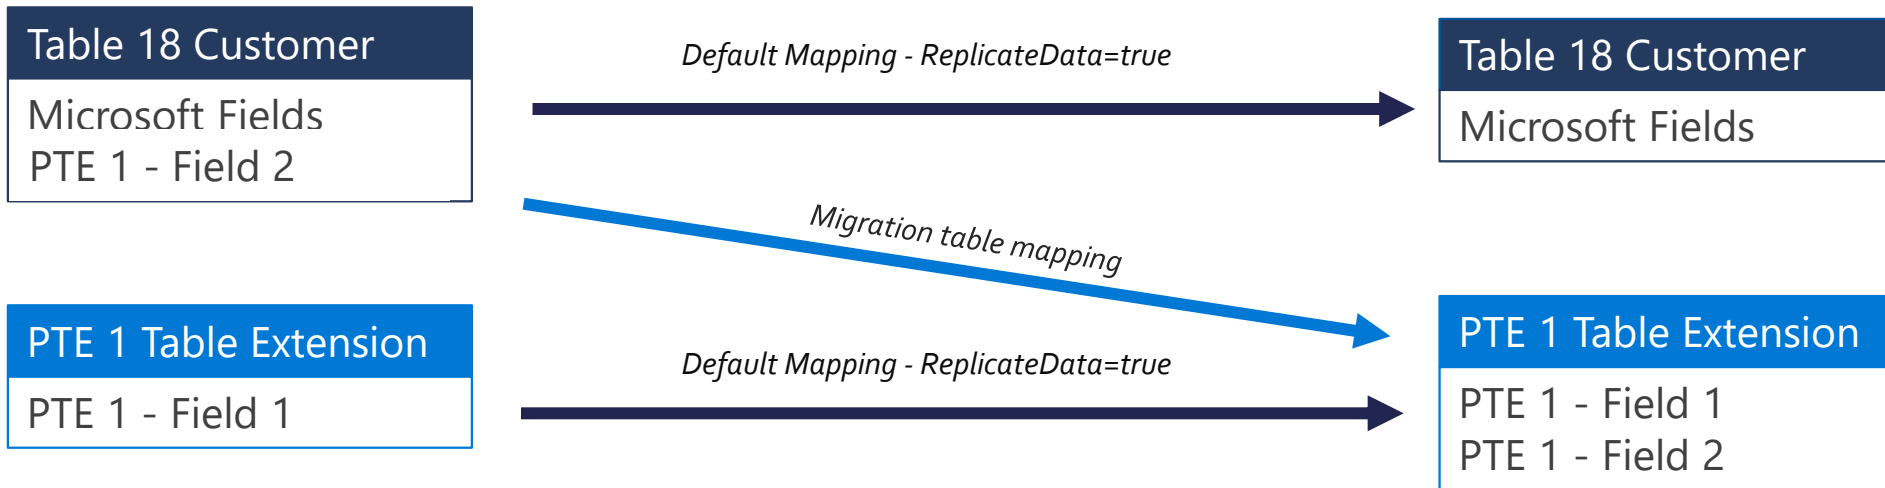 Table 18 Customer
Microsoft Fields
PTE 1 - Field 2
Default Mapping - ReplicateData=true
Table 18 Customer
Microsoft Fields
Migration table mapping
PTE 1 Table Extension
PTE 1 - Field 1
Default Mapping - ReplicateData=true
PTE 1 Table Extension
PTE 1 - Field 1
PTE 1 - Field 2